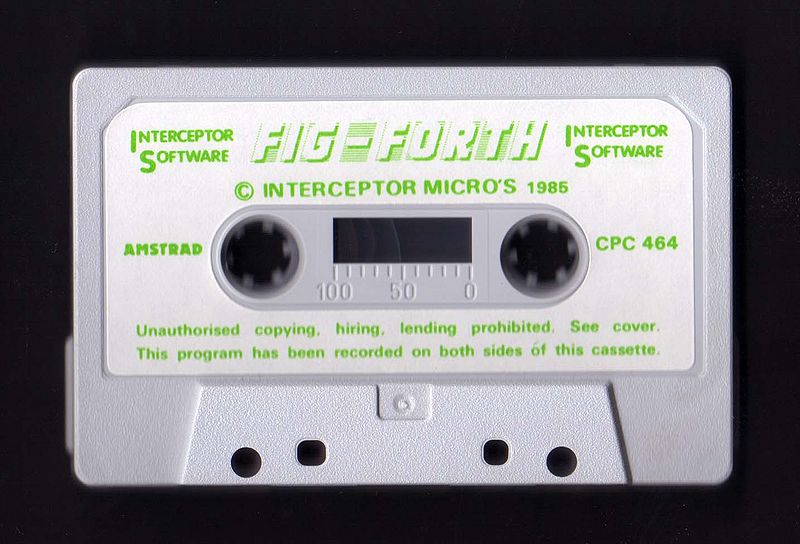 INTERCEPTOR SOFTWARE
FIG-FORTH
INTERCEPTOR SOFTWARE
© INTERCEPTOR MICRO'S 1985
AMSTRAD
CPC 464
100 50 0
Unauthorised copying, hiring, lending prohibited. See cover.
This program has been recorded on both sides of this cassette.